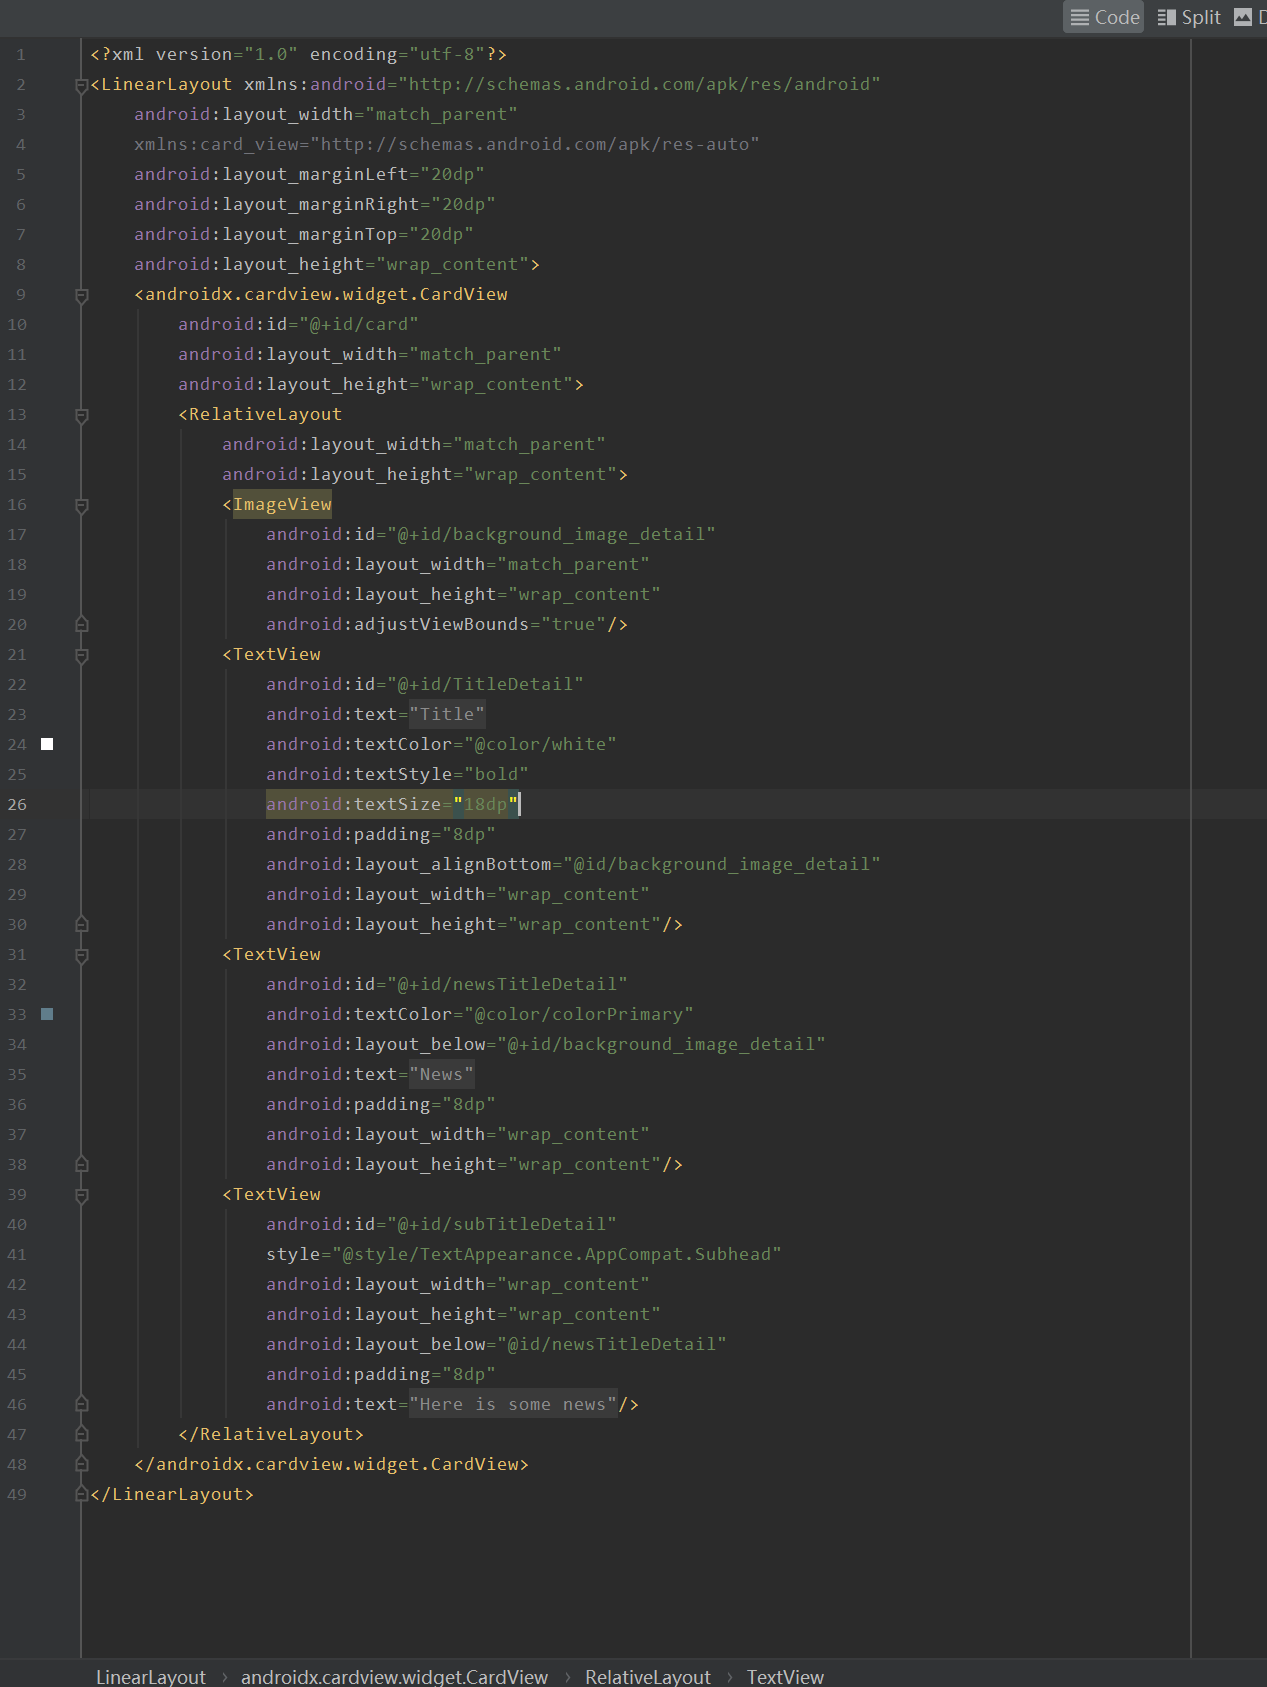 Code Split D
1 <?xml version="1.0" encoding="utf-8"?>
2 <LinearLayout xmlns:android="http://schemas.android.com/apk/res/android"
3 android:layout_width="match_parent"
4 xmlns:card_view="http://schemas.android.com/apk/res-auto"
5 android:layout_marginLeft="20dp"
6 android:layout_marginRight="20dp"
7 android:layout_marginTop="20dp"
8 android:layout_height="wrap_content">
9 <androidx.cardview.widget.CardView
10 android:id="@+id/card"
11 android:layout_width="match_parent"
12 android:layout_height="wrap_content">
13 <RelativeLayout
14 android:layout_width="match_parent"
15 android:layout_height="wrap_content">
16 <ImageView
17 android:id="@+id/background_image_detail"
18 android:layout_width="match_parent"
19 android:layout_height="wrap_content"
20 android:adjustViewBounds="true"/>
21 <TextView
22 android:id="@+id/TitleDetail"
23 android:text="Title"
24 android:textColor="@color/white"
25 android:textStyle="bold"
26 android:textSize="18dp"
27 android:padding="8dp"
28 android:layout_alignBottom="@id/background_image_detail"
29 android:layout_width="wrap_content"
30 android:layout_height="wrap_content"/>
31 <TextView
32 android:id="@+id/newsTitleDetail"
33 android:textColor="@color/colorPrimary"
34 android:layout_below="@+id/background_image_detail"
35 android:text="News"
36 android:padding="8dp"
37 android:layout_width="wrap_content"
38 android:layout_height="wrap_content"/>
39 <TextView
40 android:id="@+id/subTitleDetail"
41 style="@style/TextAppearance.AppCompat.Subhead"
42 android:layout_width="wrap_content"
43 android:layout_height="wrap_content"
44 android:layout_below="@id/newsTitleDetail"
45 android:padding="8dp"
46 android:text="Here is some news"/>
47 </RelativeLayout>
48 </androidx.cardview.widget.CardView>
49 </LinearLayout>
LinearLayout › androidx.cardview.widget.CardView › RelativeLayout › TextView